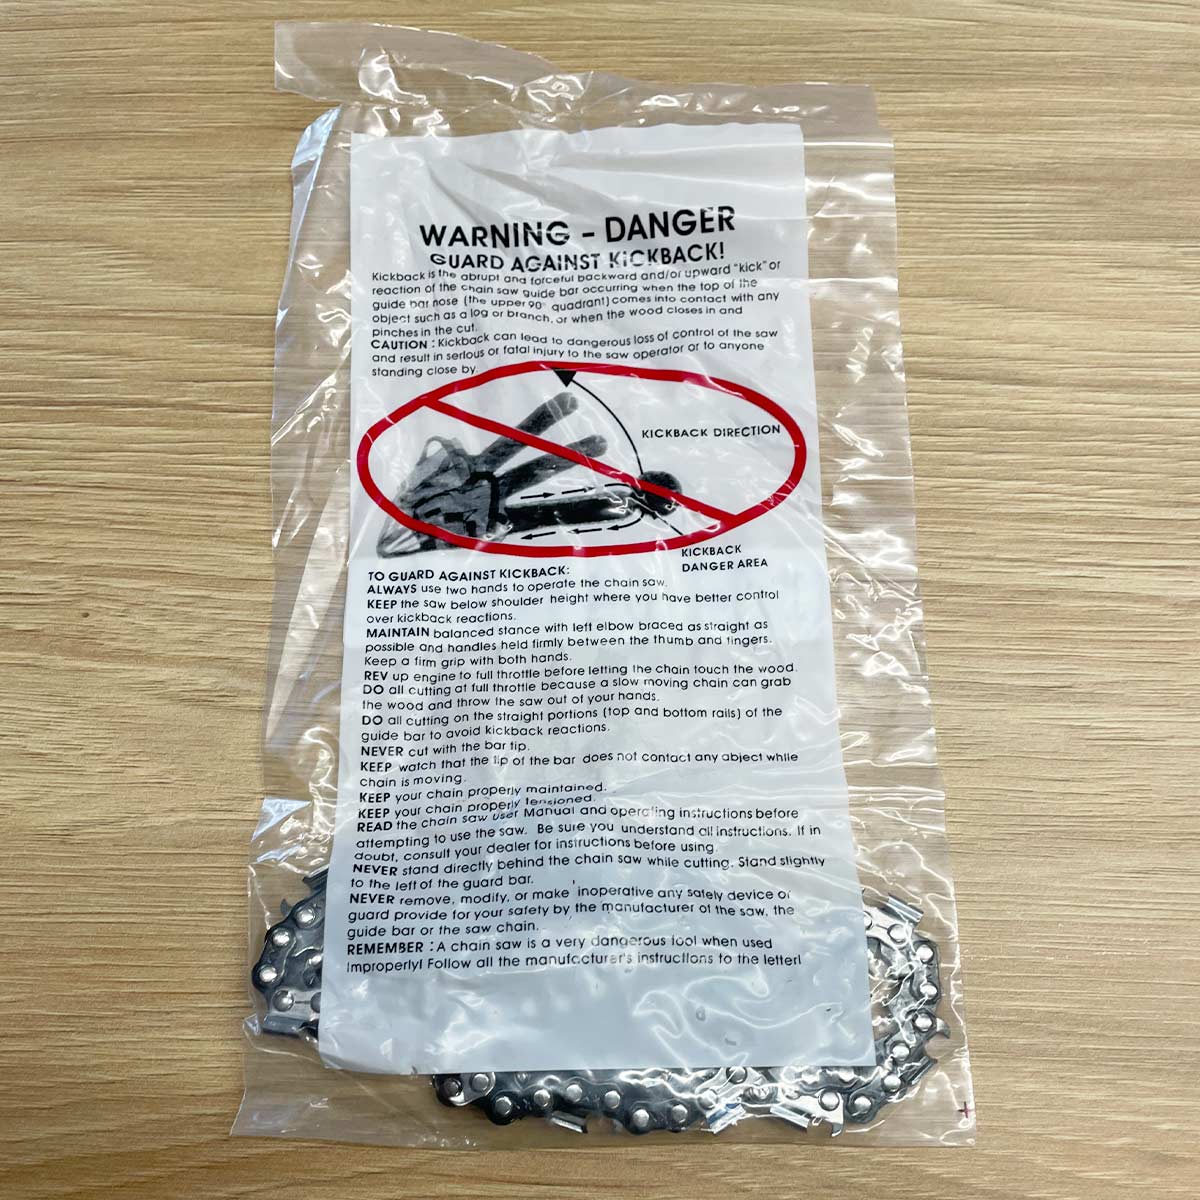 WARNING - DANGER
GUARD AGAINST KICKBACK!
Kickback is the abrupt and forceful backward and/or upward "kick" or
reaction of the chain saw guide bar occurring when the top of the
guide bar nose (the upper 90° quadrant) comes into contact with any
object such as a log or branch, or when the wood closes in and
pinches in the cut.
CAUTION : Kickback can lead to dangerous loss of control of the saw
and result in serious or fatal injury to the saw operator or to anyone
standing close by.
KICKBACK DIRECTION
KICKBACK
DANGER AREA
TO GUARD AGAINST KICKBACK:
ALWAYS use two hands to operate the chain saw.
KEEP the saw below shoulder height where you have better control
over kickback reactions.
MAINTAIN balanced stance with left elbow braced as straight as
possible and handles held firmly between the thumb and fingers.
Keep a firm grip with both hands.
REV up engine to full throttle before letting the chain touch the wood.
DO all cutting at full throttle because a slow moving chain can grab
the wood and throw the saw out of your hands.
DO all cutting on the straight portions (top and bottom rails) of the
guide bar to avoid kickback reactions.
NEVER cut with the bar tip.
KEEP watch that the tip of the bar does not contact any abject while
chain is moving.
KEEP your chain properly maintained.
KEEP your chain properly tensioned.
READ the chain saw user Manual and operating instructions before
attempting to use the saw. Be sure you understand all instructions. If in
doubt, consult your dealer for instructions before using.
NEVER stand directly behind the chain saw while cutting. Stand slightly
to the left of the guard bar.
NEVER remove, modify, or make inoperative any safety device or
guard provide for your safety by the manufacturer of the saw, the
guide bar or the saw chain.
REMEMBER : A chain saw is a very dangerous tool when used
improperly! Follow all the manufacturer's instructions to the letter!